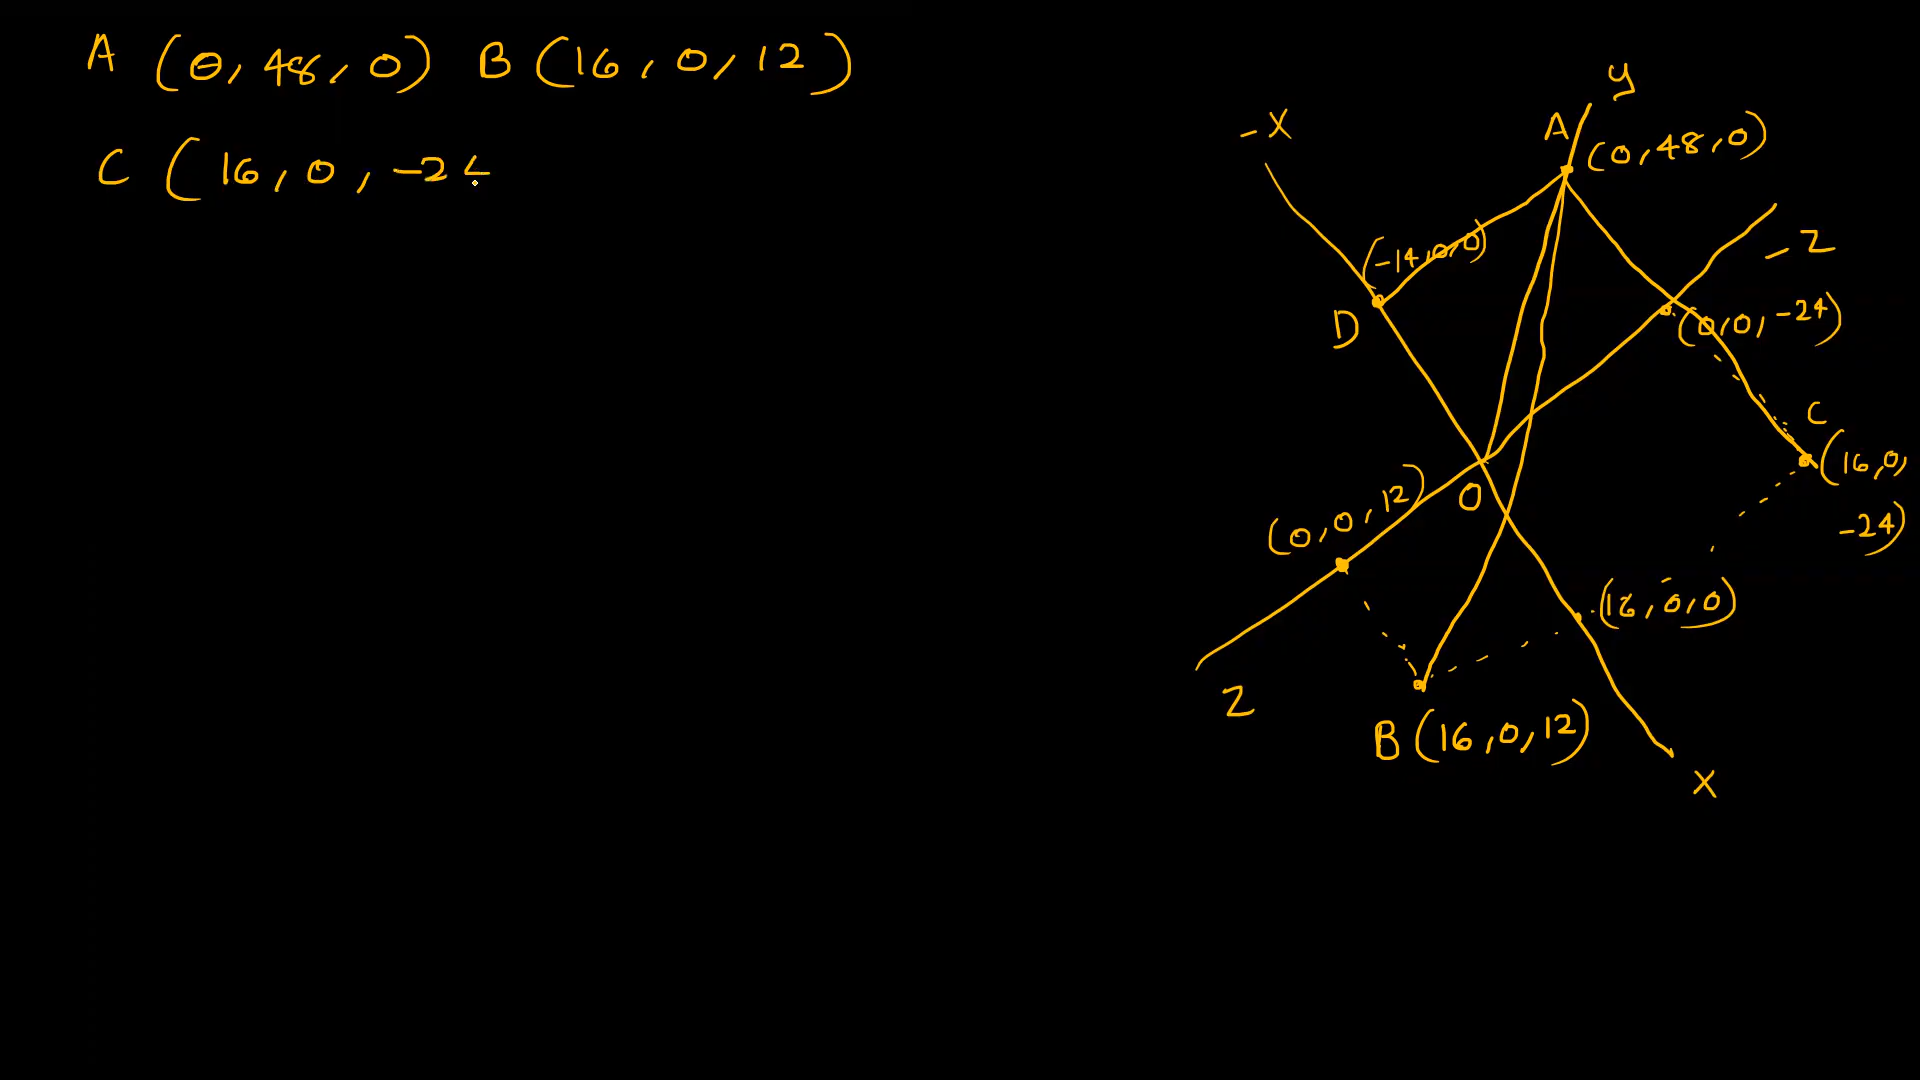 A (0, 48, 0) B (16, 0, 12)
C (16, 0, -24
y
-X
A
(0, 48, 0)
-Z
(-14, 0, 0)
D
(0, 0, -24)
C
(16, 0,
-24)
O
(0, 0, 12)
(16, 0, 0)
Z
B (16, 0, 12)
X